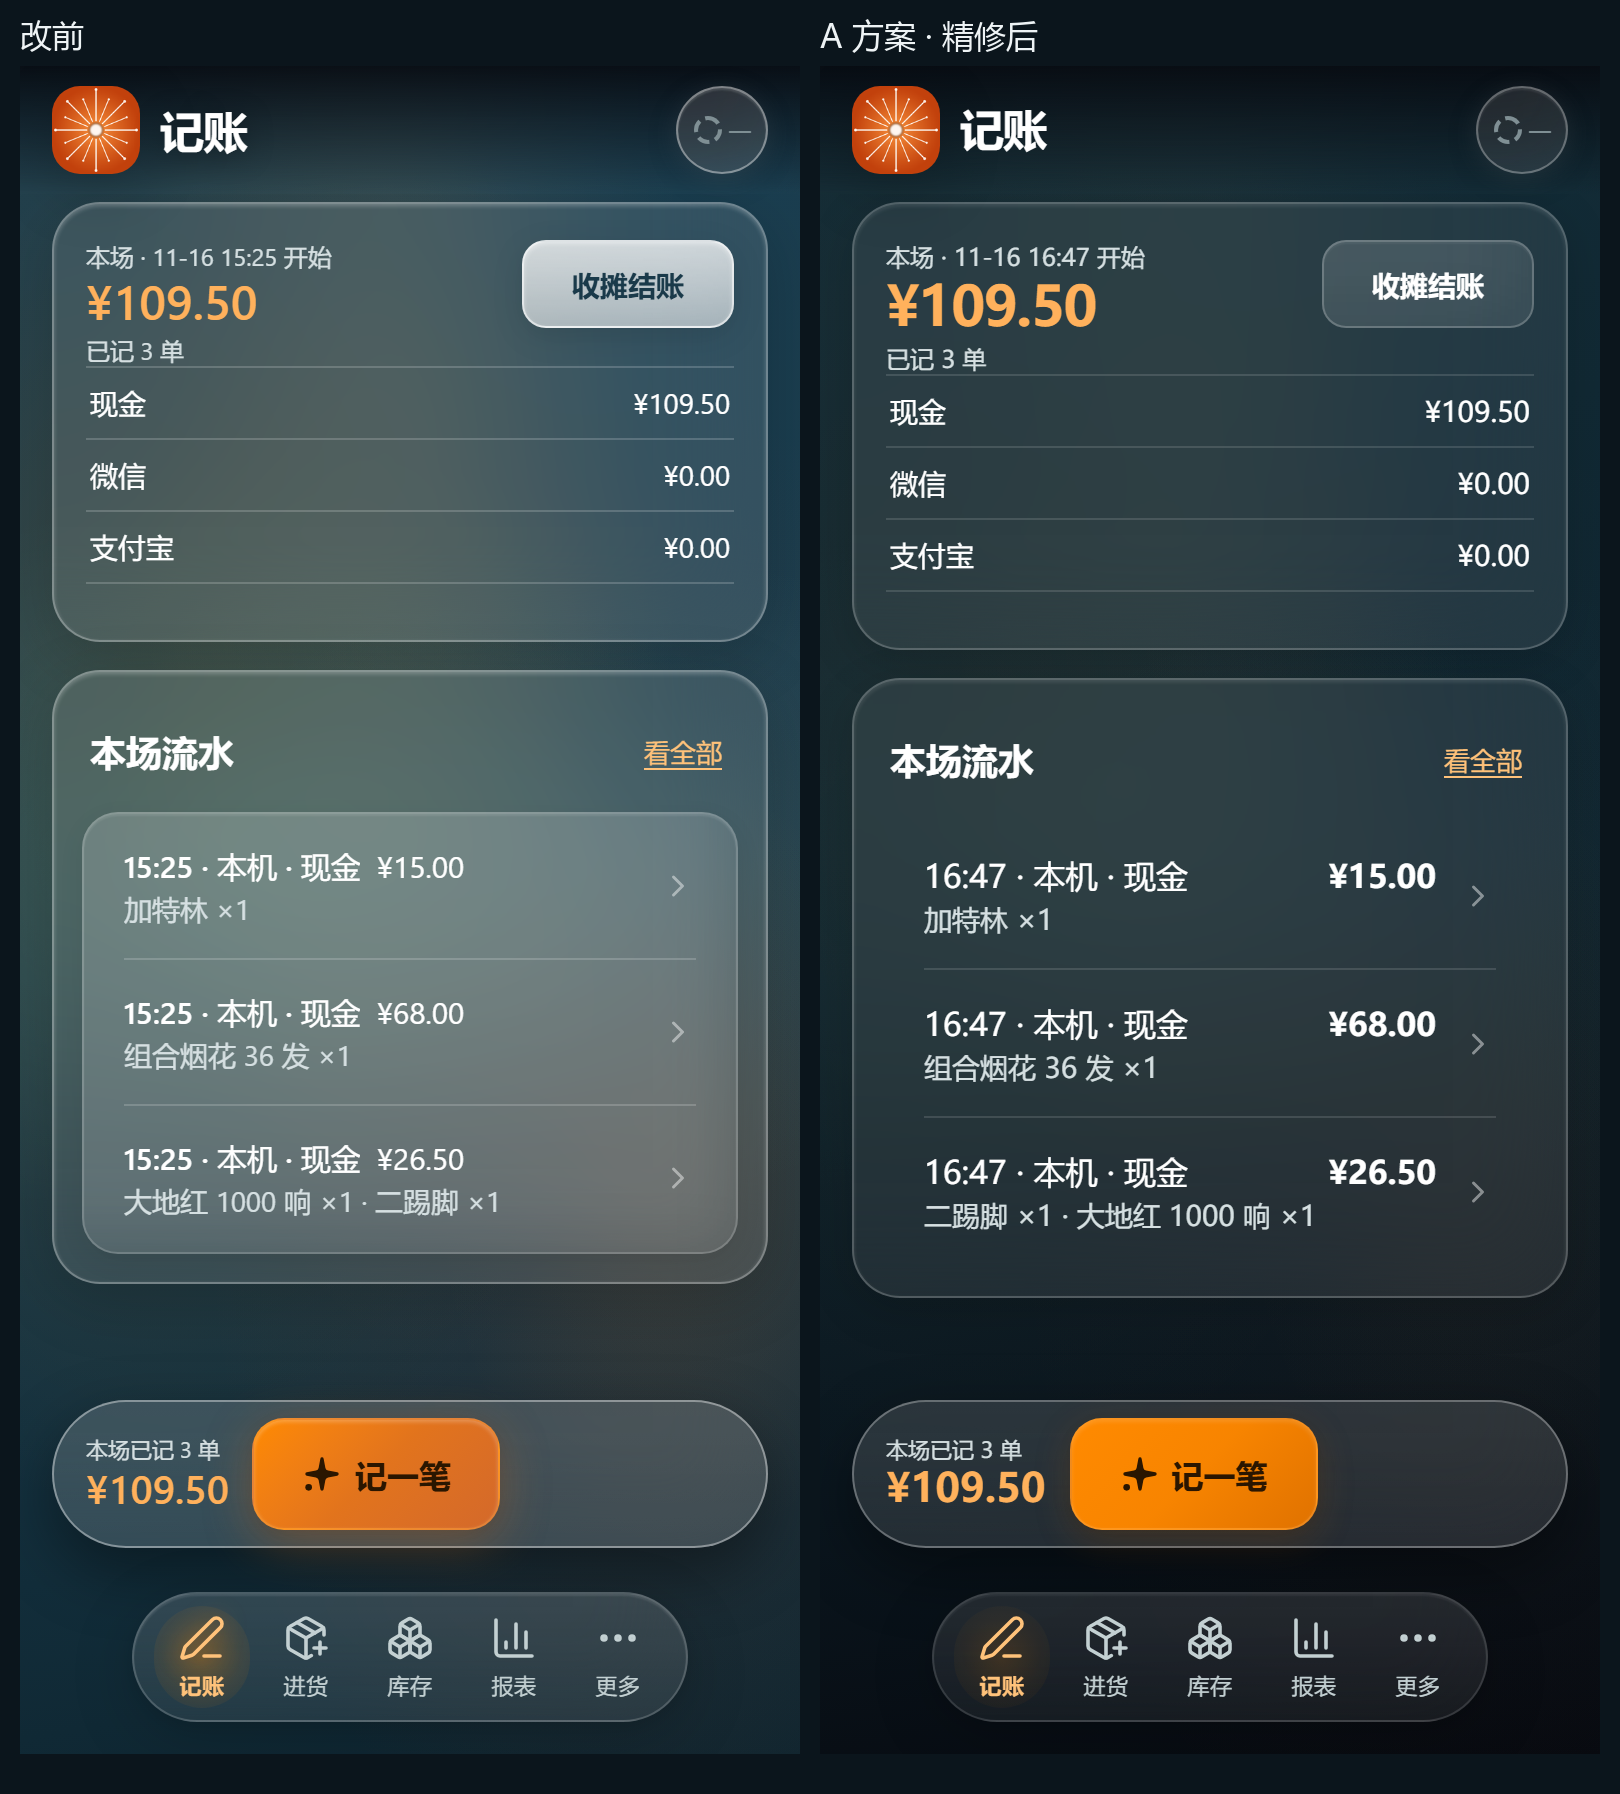 改前
记账
本场 · 11-16 15:25 开始
¥109.50
收摊结账
已记 3 单
现金 ¥109.50
微信 ¥0.00
支付宝 ¥0.00
本场流水 看全部
15:25 · 本机 · 现金 ¥15.00
加特林 ×1
15:25 · 本机 · 现金 ¥68.00
组合烟花 36 发 ×1
15:25 · 本机 · 现金 ¥26.50
大地红 1000 响 ×1 · 二踢脚 ×1
本场已记 3 单
¥109.50
记一笔
记账 进货 库存 报表 更多
A 方案 · 精修后
记账
本场 · 11-16 16:47 开始
¥109.50
收摊结账
已记 3 单
现金 ¥109.50
微信 ¥0.00
支付宝 ¥0.00
本场流水 看全部
16:47 · 本机 · 现金 ¥15.00
加特林 ×1
16:47 · 本机 · 现金 ¥68.00
组合烟花 36 发 ×1
16:47 · 本机 · 现金 ¥26.50
二踢脚 ×1 · 大地红 1000 响 ×1
本场已记 3 单
¥109.50
记一笔
记账 进货 库存 报表 更多